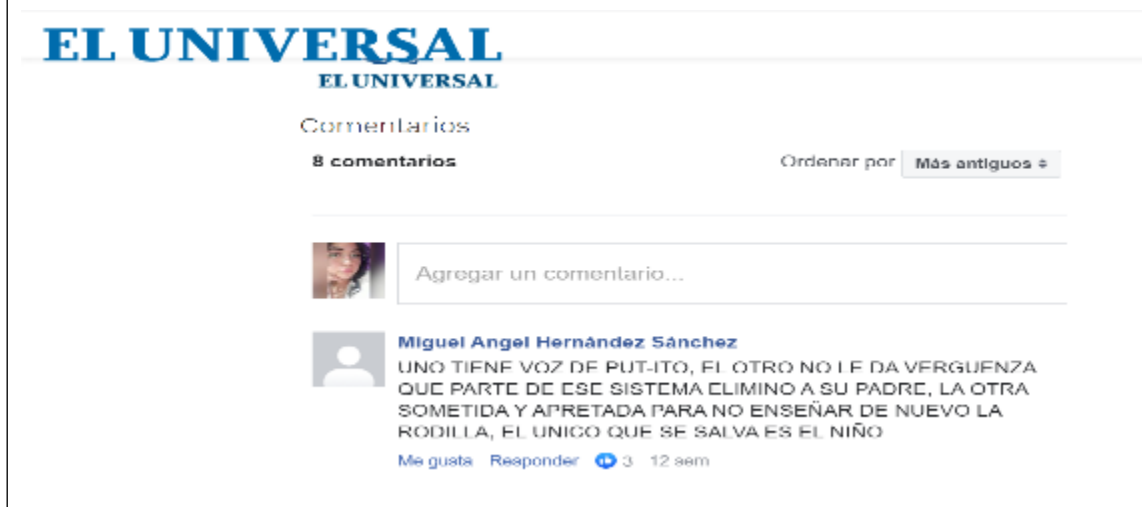 EL UNIVERSAL
EL UNIVERSAL
Comentarios
8 comentarios
Ordenar por Más antiguos
Agregar un comentario...
Miguel Angel Hernández Sánchez
UNO TIENE VOZ DE PUT-ITO, EL OTRO NO LE DA VERGUENZA
QUE PARTE DE ESE SISTEMA ELIMINO A SU PADRE, LA OTRA
SOMETIDA Y APRETADA PARA NO ENSEÑAR DE NUEVO LA
RODILLA, EL UNICO QUE SE SALVA ES EL NIÑO
Me gusta Responder 3 12 sem